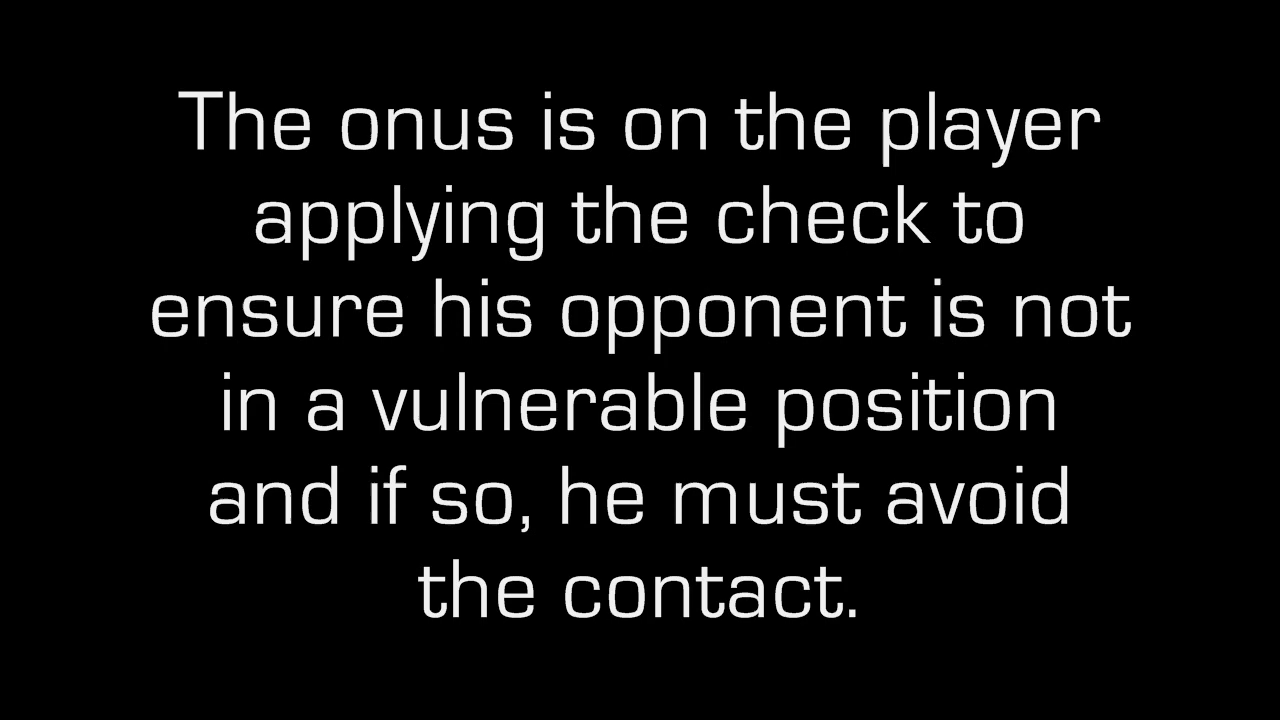 The onus is on the player
applying the check to
ensure his opponent is not
in a vulnerable position
and if so, he must avoid
the contact.